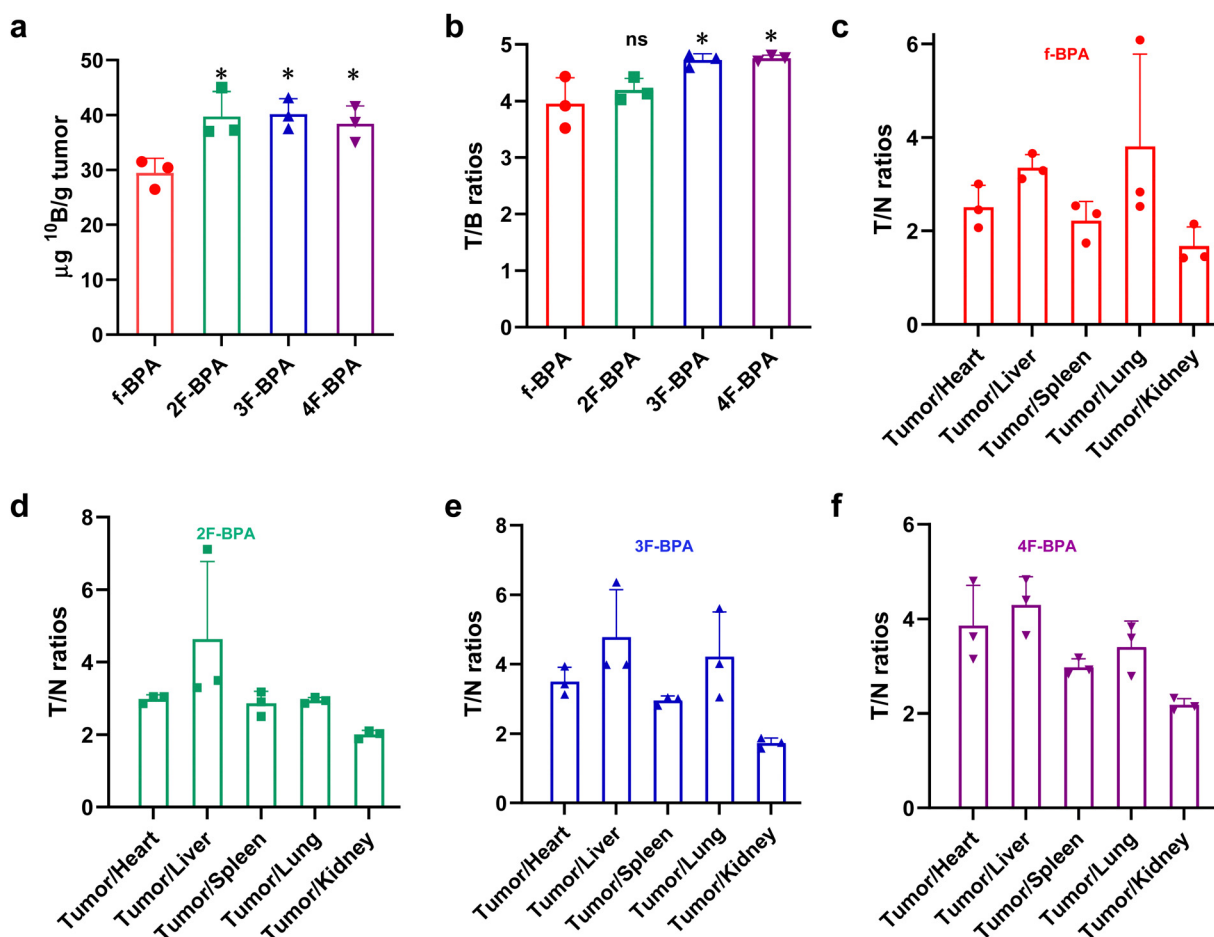 a
50
40
30
20
10
0
µg ¹⁰B/g tumor
* * *
f-BPA
2F-BPA
3F-BPA
4F-BPA
b
5
4
3
2
1
0
T/B ratios
ns * *
f-BPA
2F-BPA
3F-BPA
4F-BPA
c
f-BPA
6
4
2
0
T/N ratios
Tumor/Heart
Tumor/Liver
Tumor/Spleen
Tumor/Lung
Tumor/Kidney
d
2F-BPA
8
6
4
2
0
T/N ratios
Tumor/Heart
Tumor/Liver
Tumor/Spleen
Tumor/Lung
Tumor/Kidney
e
3F-BPA
8
6
4
2
0
T/N ratios
Tumor/Heart
Tumor/Liver
Tumor/Spleen
Tumor/Lung
Tumor/Kidney
f
4F-BPA
6
4
2
0
T/N ratios
Tumor/Heart
Tumor/Liver
Tumor/Spleen
Tumor/Lung
Tumor/Kidney